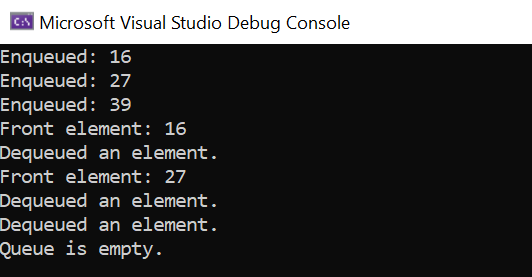 Microsoft Visual Studio Debug Console
Enqueued: 16
Enqueued: 27
Enqueued: 39
Front element: 16
Dequeued an element.
Front element: 27
Dequeued an element.
Dequeued an element.
Queue is empty.